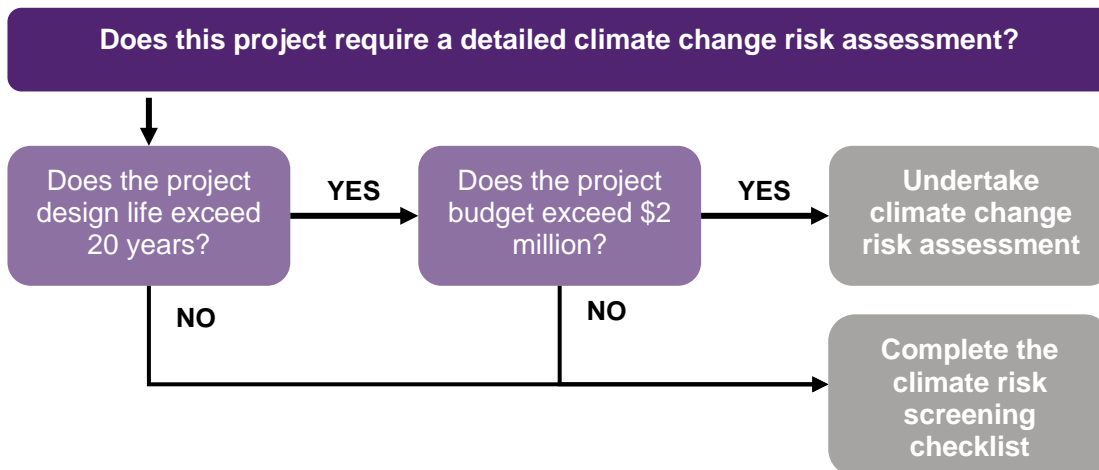 Does this project require a detailed climate change risk assessment?
Does the project
design life exceed
20 years?
YES
Does the project
budget exceed $2
million?
YES
Undertake
climate change
risk assessment
NO
NO
Complete the
climate risk
screening
checklist